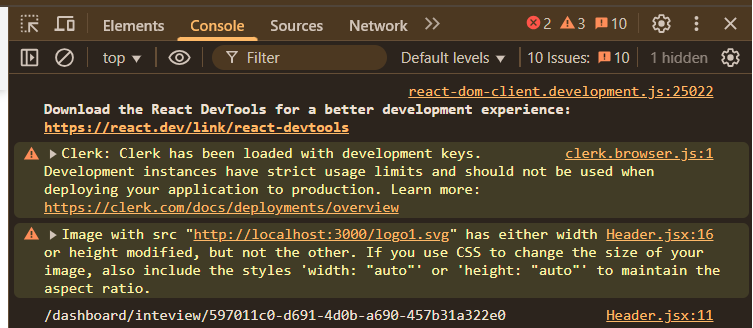 Elements Console Sources Network 2 3 10
top Filter Default levels 10 Issues: 10 1 hidden
react-dom-client.development.js:25022
Download the React DevTools for a better development experience:
https://react.dev/link/react-devtools
Clerk: Clerk has been loaded with development keys. clerk.browser.js:1
Development instances have strict usage limits and should not be used when
deploying your application to production. Learn more:
https://clerk.com/docs/deployments/overview
Image with src "http://localhost:3000/logo1.svg" has either width Header.jsx:16
or height modified, but not the other. If you use CSS to change the size of your
image, also include the styles 'width: "auto"' or 'height: "auto"' to maintain the
aspect ratio.
/dashboard/inteview/597011c0-d691-4d0b-a690-457b31a322e0 Header.jsx:11